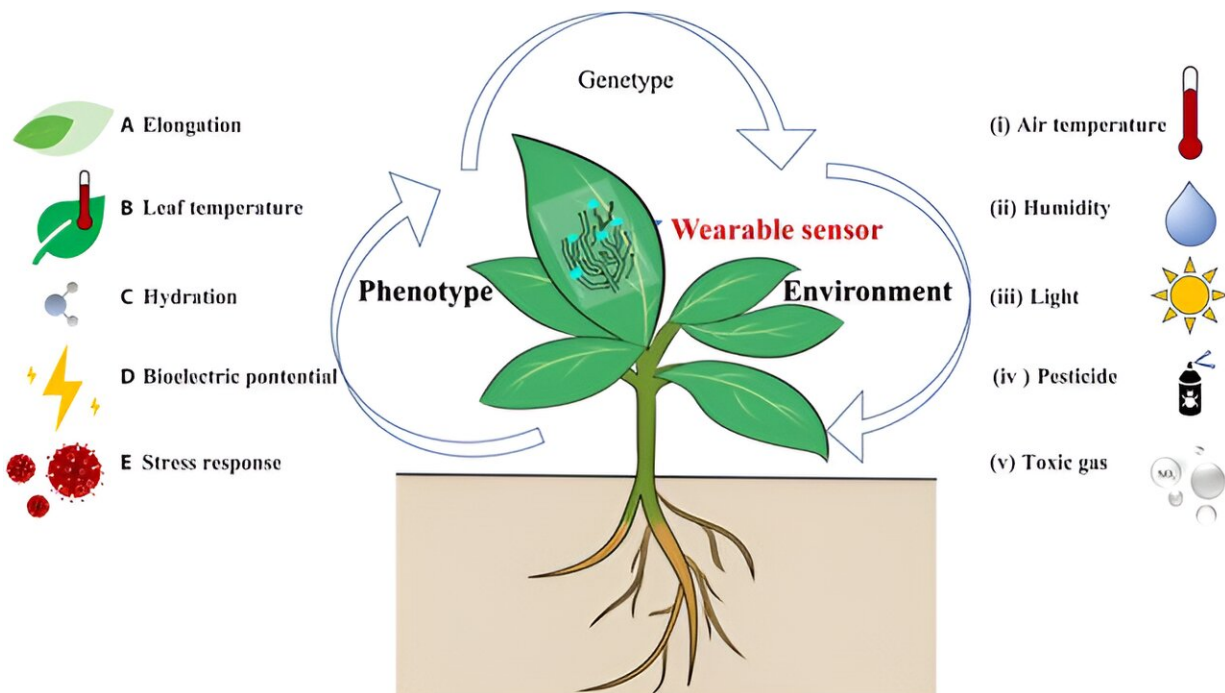 Genetype
A Elongation
B Leaf temperature
C Hydration
D Bioelectric pontential
E Stress response
Phenotype
Wearable sensor
Environment
(i) Air temperature
(ii) Humidity
(iii) Light
(iv ) Pesticide
(v) Toxic gas